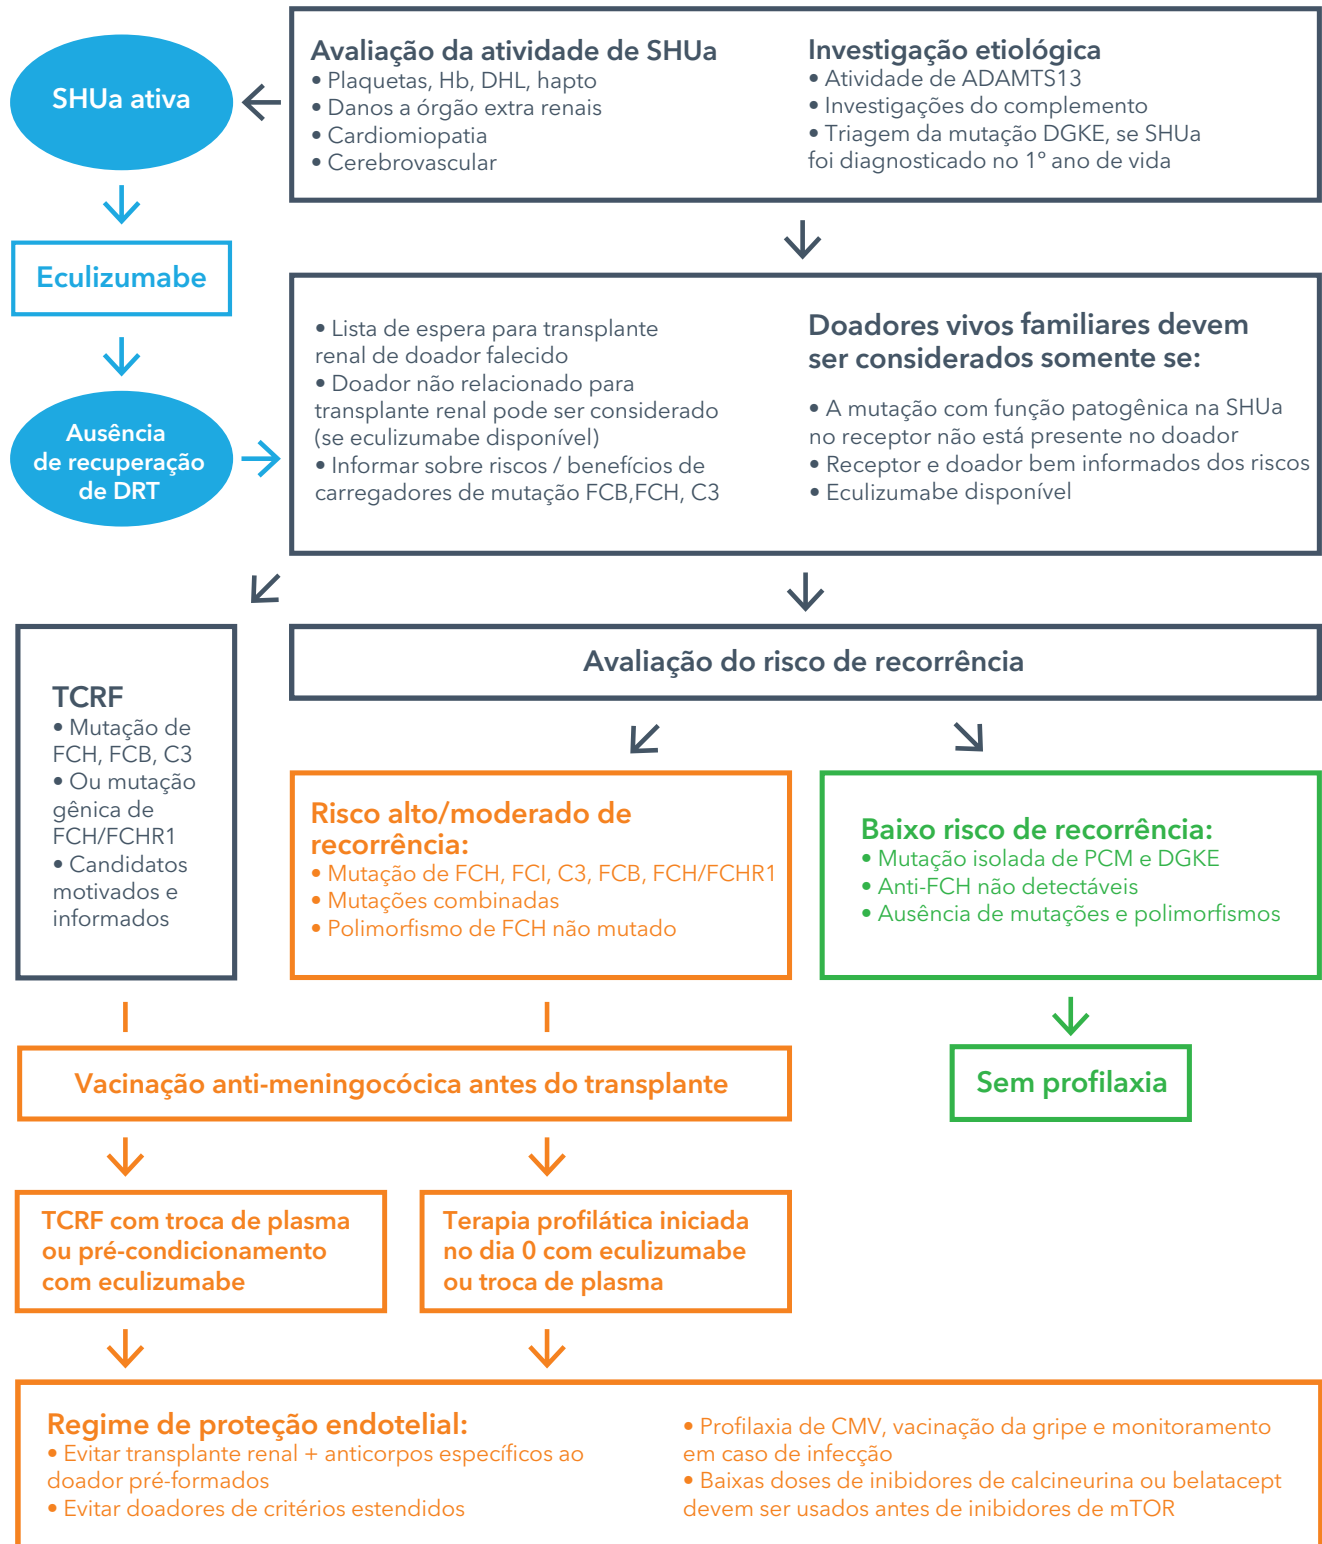 SHUa ativa
Avaliação da atividade de SHUa
• Plaquetas, Hb, DHL, hapto
• Danos a órgão extra renais
• Cardiomiopatia
• Cerebrovascular
Investigação etiológica
• Atividade de ADAMTS13
• Investigações do complemento
• Triagem da mutação DGKE, se SHUa
foi diagnosticado no 1º ano de vida
Eculizumabe
Ausência
de recuperação
de DRT
• Lista de espera para transplante
renal de doador falecido
• Doador não relacionado para
transplante renal pode ser considerado
(se eculizumabe disponível)
• Informar sobre riscos / benefícios de
carregadores de mutação FCB,FCH, C3
Doadores vivos familiares devem
ser considerados somente se:
• A mutação com função patogênica na SHUa
no receptor não está presente no doador
• Receptor e doador bem informados dos riscos
• Eculizumabe disponível
TCRF
• Mutação de
FCH, FCB, C3
• Ou mutação
gênica de
FCH/FCHR1
• Candidatos
motivados e
informados
Avaliação do risco de recorrência
Risco alto/moderado de
recorrência:
• Mutação de FCH, FCI, C3, FCB, FCH/FCHR1
• Mutações combinadas
• Polimorfismo de FCH não mutado
Baixo risco de recorrência:
• Mutação isolada de PCM e DGKE
• Anti-FCH não detectáveis
• Ausência de mutações e polimorfismos
Vacinação anti-meningocócica antes do transplante
Sem profilaxia
TCRF com troca de plasma
ou pré-condicionamento
com eculizumabe
Terapia profilática iniciada
no dia 0 com eculizumabe
ou troca de plasma
Regime de proteção endotelial:
• Evitar transplante renal + anticorpos específicos ao
doador pré-formados
• Evitar doadores de critérios estendidos
• Profilaxia de CMV, vacinação da gripe e monitoramento
em caso de infecção
• Baixas doses de inibidores de calcineurina ou belatacept
devem ser usados antes de inibidores de mTOR